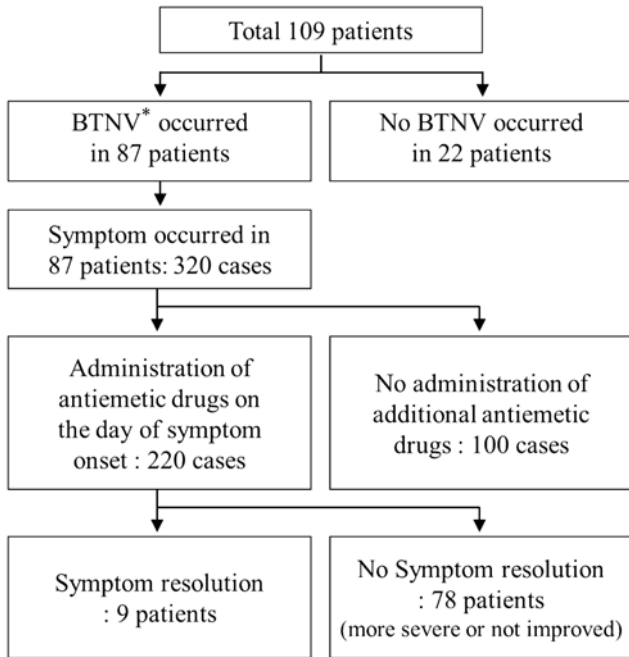 Total 109 patients
BTNV* occurred
in 87 patients
No BTNV occurred
in 22 patients
Symptom occurred in
87 patients: 320 cases
Administration of
antiemetic drugs on
the day of symptom
onset : 220 cases
No administration of
additional antiemetic
drugs : 100 cases
Symptom resolution
: 9 patients
No Symptom resolution
: 78 patients
(more severe or not improved)